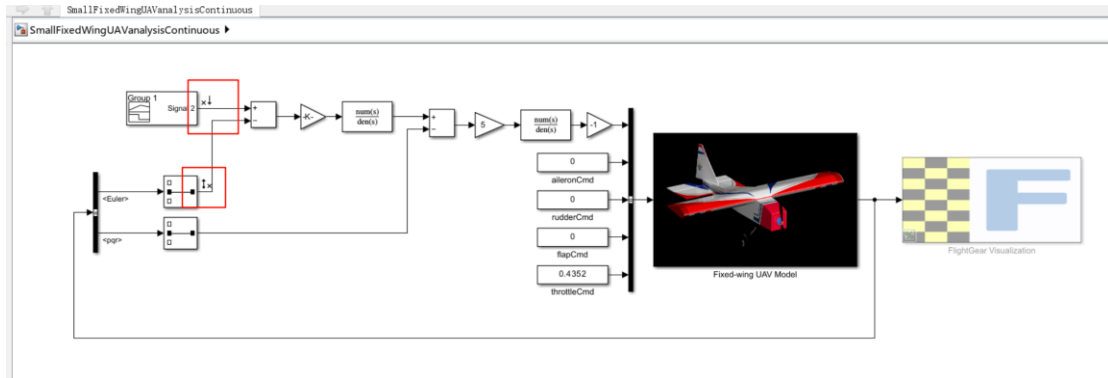 SmallFixedWingUAVanalysisContinuous
SmallFixedWingUAVanalysisContinuous
Group 1
Signal 2
+
−
-K-
num(s)
den(s)
+
−
5
num(s)
den(s)
-1
0
aileronCmd
0
rudderCmd
0
flapCmd
0.4352
throttleCmd
<Euler>
<pqr>
Fixed-wing UAV Model
FlightGear Visualization